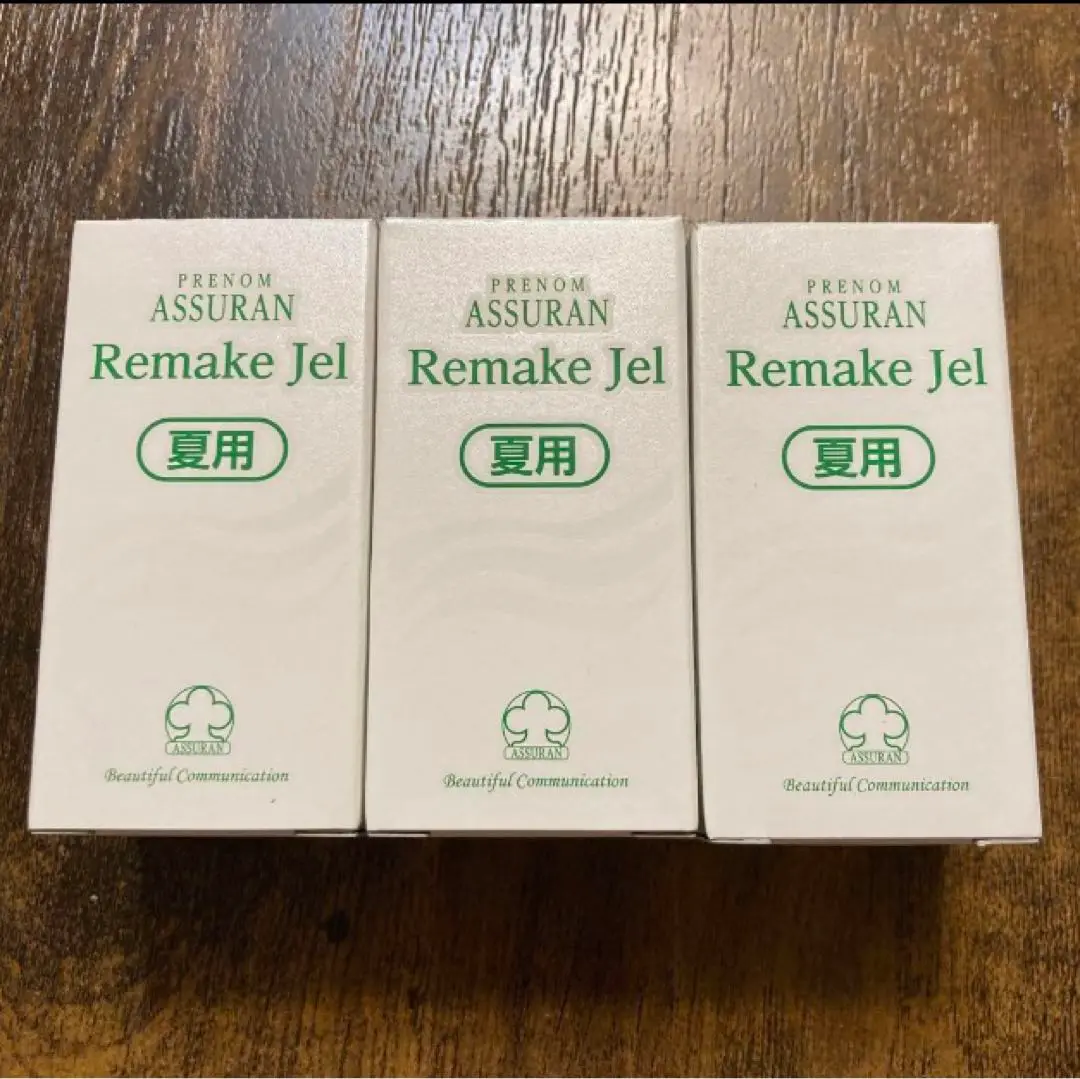 PRENOM
ASSURAN
Remake Jel
夏用
ASSURAN
Beautiful Communication
PRENOM
ASSURAN
Remake Jel
夏用
ASSURAN
Beautiful Communication
PRENOM
ASSURAN
Remake Jel
夏用
ASSURAN
Beautiful Communication